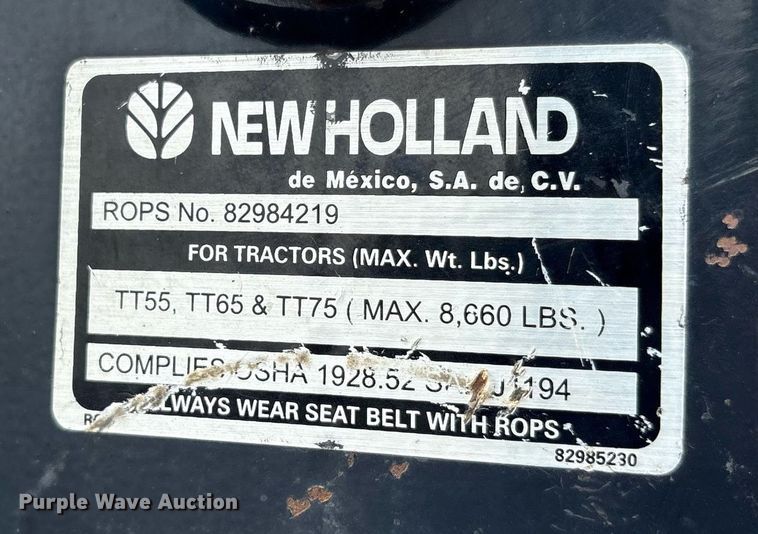 NEW HOLLAND
de México, S.A. de, C.V.
ROPS No. 82984219
FOR TRACTORS (MAX. Wt. Lbs.)
TT55, TT65 & TT75 ( MAX. 8,660 LBS. )
COMPLIES OSHA 1928.52 J1194
ALWAYS WEAR SEAT BELT WITH ROPS
82985230
Purple Wave Auction